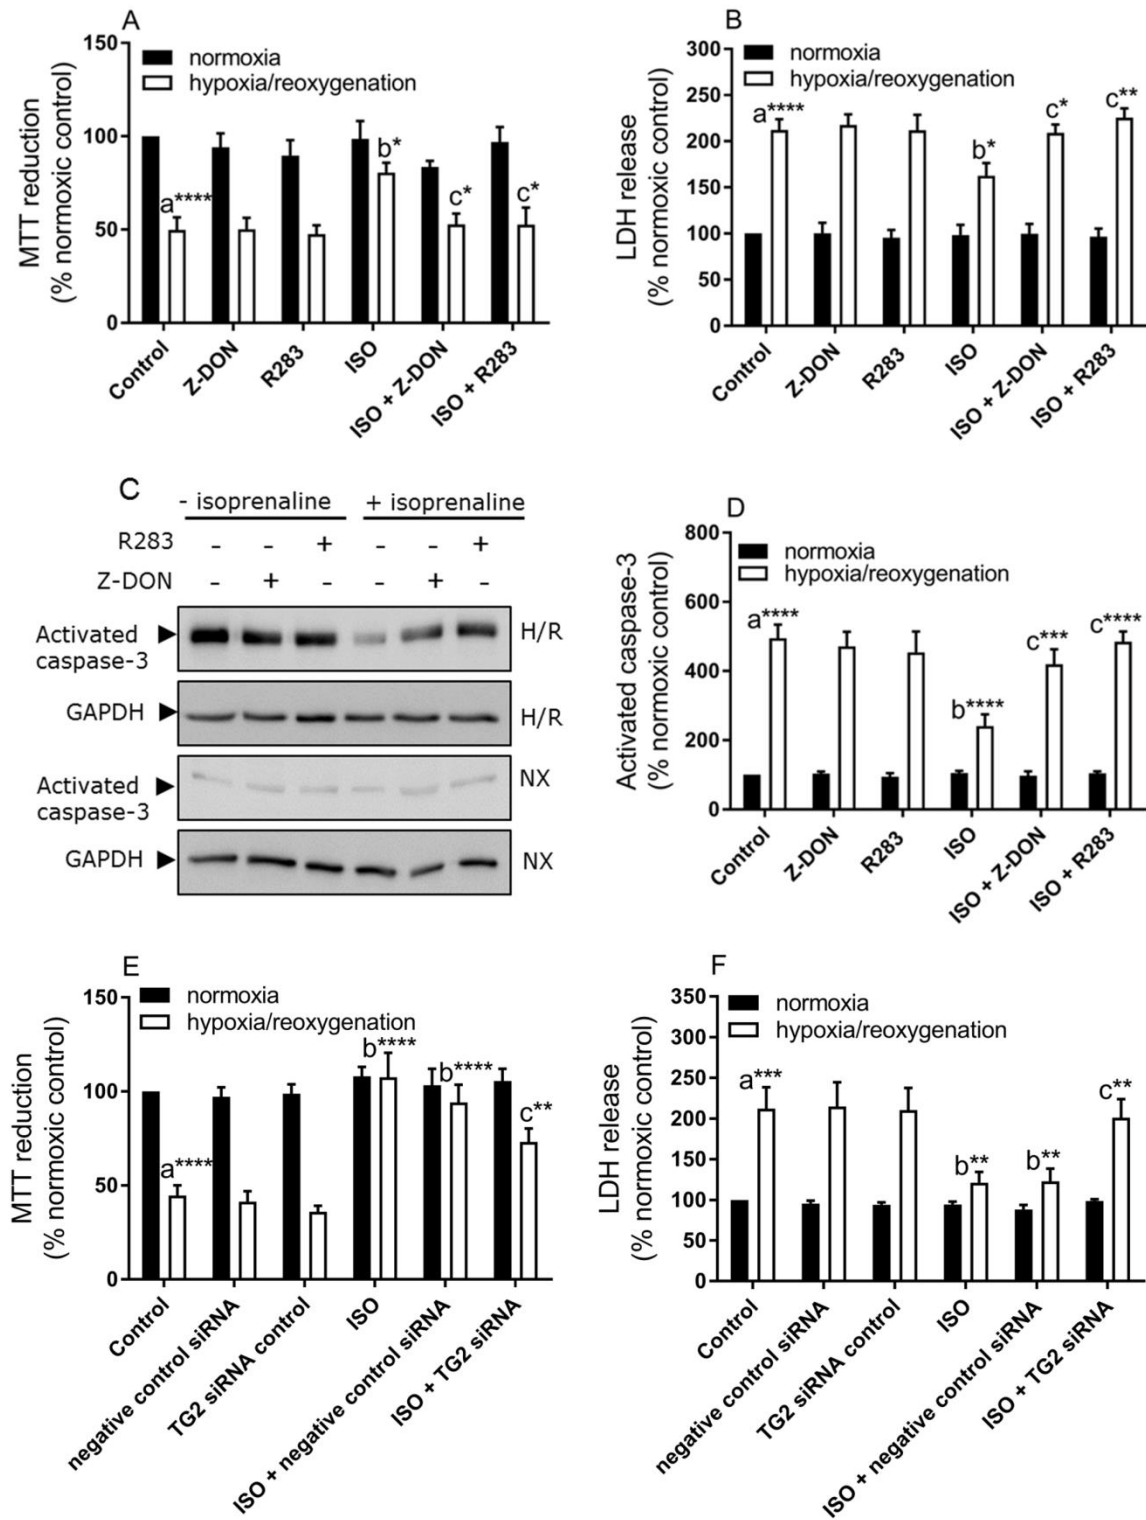 A
MTT reduction
(% normoxic control)
150
100
50
0
normoxia
hypoxia/reoxygenation
a****
b*
c*
c*
Control
Z-DON
R283
ISO
ISO + Z-DON
ISO + R283
B
LDH release
(% normoxic control)
300
250
200
150
100
50
0
normoxia
hypoxia/reoxygenation
a****
b*
c*
c**
Control
Z-DON
R283
ISO
ISO + Z-DON
ISO + R283
C
- isoprenaline + isoprenaline
R283 - - + - - +
Z-DON - + - - + -
Activated
caspase-3
H/R
GAPDH
H/R
Activated
caspase-3
NX
GAPDH
NX
D
Activated caspase-3
(% normoxic control)
800
600
400
200
0
normoxia
hypoxia/reoxygenation
a****
b****
c***
c****
Control
Z-DON
R283
ISO
ISO + Z-DON
ISO + R283
E
MTT reduction
(% normoxic control)
150
100
50
0
normoxia
hypoxia/reoxygenation
a****
b****
b****
c**
Control
negative control siRNA
TG2 siRNA control
ISO
ISO + negative control siRNA
ISO + TG2 siRNA
F
LDH release
(% normoxic control)
350
300
250
200
150
100
50
0
normoxia
hypoxia/reoxygenation
a***
b**
b**
c**
Control
negative control siRNA
TG2 siRNA control
ISO
ISO + negative control siRNA
ISO + TG2 siRNA